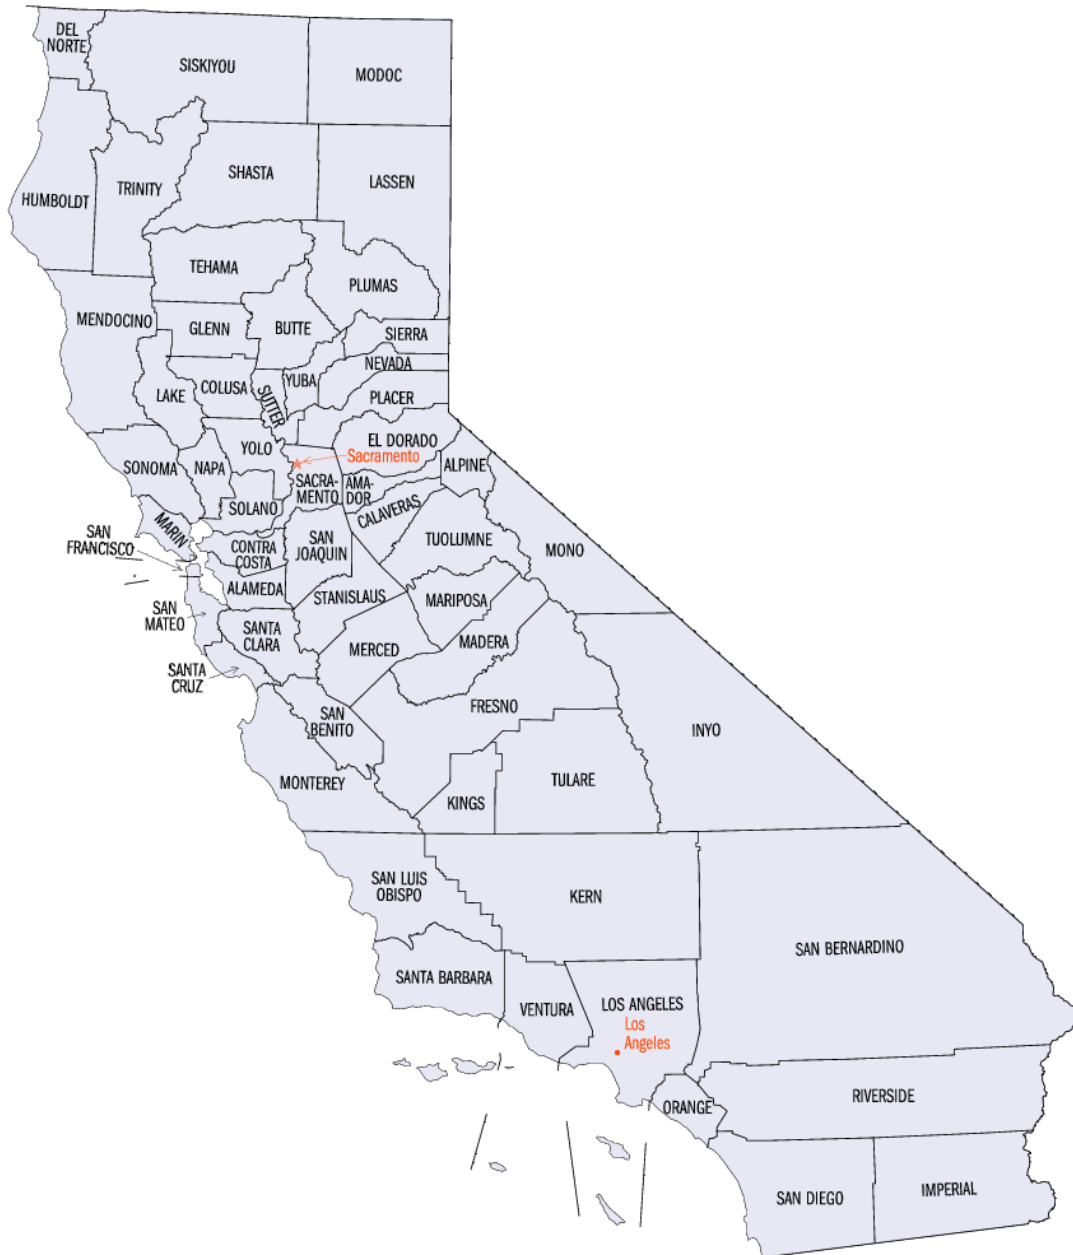 DEL
NORTE
SISKIYOU
MODOC
HUMBOLDT
TRINITY
SHASTA
LASSEN
TEHAMA
PLUMAS
MENDOCINO
GLENN
BUTTE
SIERRA
NEVADA
LAKE
COLUSA
SUTTER
YUBA
PLACER
SONOMA
NAPA
YOLO
EL DORADO
Sacramento
SOLANO
SACRA-
MENTO
AMA-
DOR
ALPINE
CALAVERAS
MARIN
SAN
FRANCISCO
CONTRA
COSTA
SAN
JOAQUIN
TUOLUMNE
MONO
ALAMEDA
STANISLAUS
MARIPOSA
SAN
MATEO
SANTA
CLARA
MERCED
MADERA
SANTA
CRUZ
SAN
BENITO
FRESNO
INYO
MONTEREY
KINGS
TULARE
SAN LUIS
OBISPO
KERN
SAN BERNARDINO
SANTA BARBARA
VENTURA
LOS ANGELES
Los
Angeles
ORANGE
RIVERSIDE
SAN DIEGO
IMPERIAL